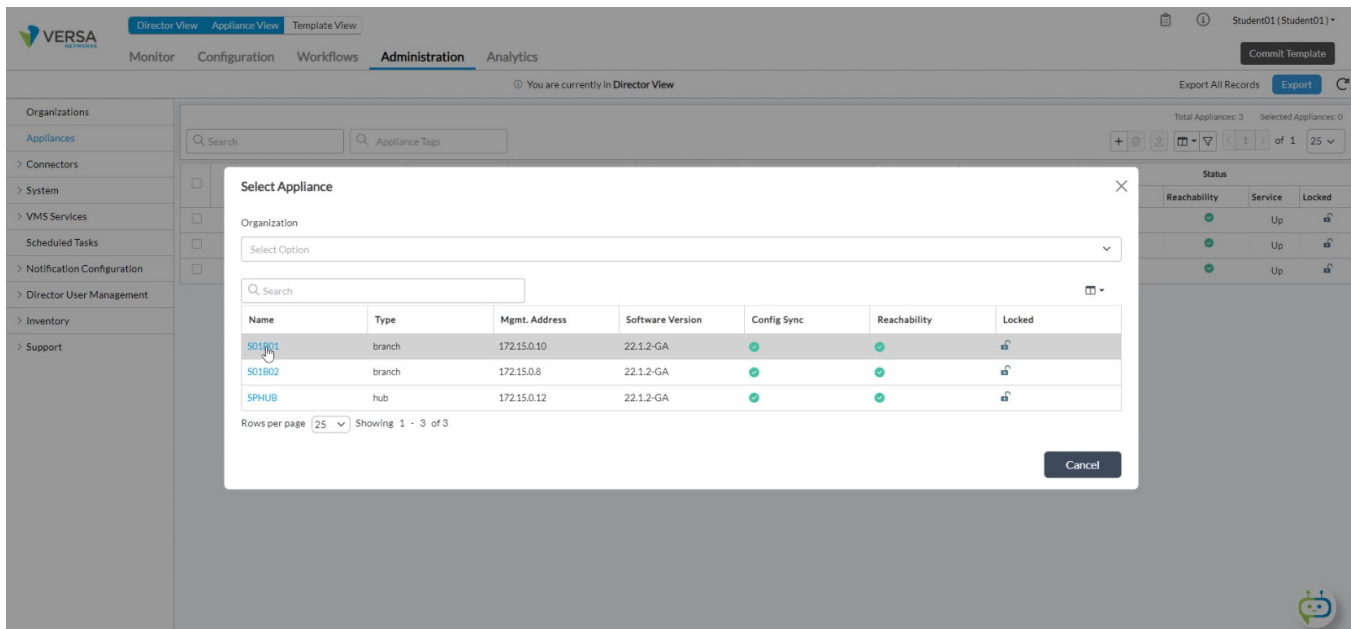 VERSA
NETWORKS
Director View Appliance View Template View
Student01 (Student01)
Monitor Configuration Workflows Administration Analytics
Commit Template
You are currently in Director View
Export All Records Export
Organizations
Appliances
Connectors
System
VMS Services
Scheduled Tasks
Notification Configuration
Director User Management
Inventory
Support
Total Appliances: 3 Selected Appliances: 0
Search
Appliance Tags
1 of 1 25
Status
Reachability Service Locked
Up
Up
Up
Select Appliance
Organization
Select Option
Search
Name Type Mgmt. Address Software Version Config Sync Reachability Locked
S01B01 branch 172.15.0.10 22.1.2-GA
S01B02 branch 172.15.0.8 22.1.2-GA
SPHUB hub 172.15.0.12 22.1.2-GA
Rows per page 25 Showing 1 - 3 of 3
Cancel